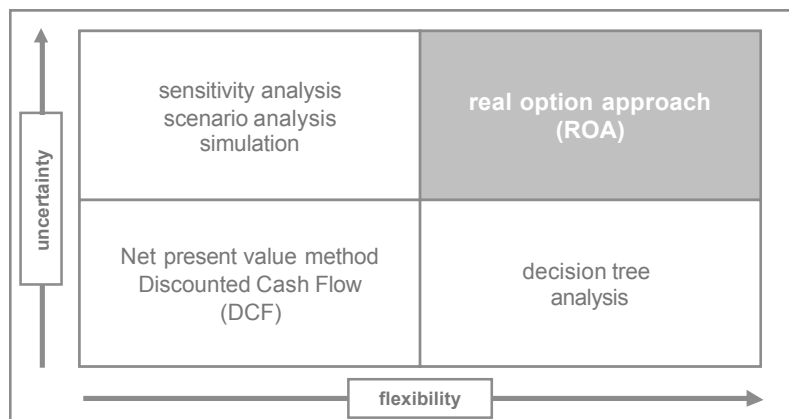 sensitivity analysis
scenario analysis
simulation
real option approach
(ROA)
uncertainty
Net present value method
Discounted Cash Flow
(DCF)
decision tree
analysis
flexibility